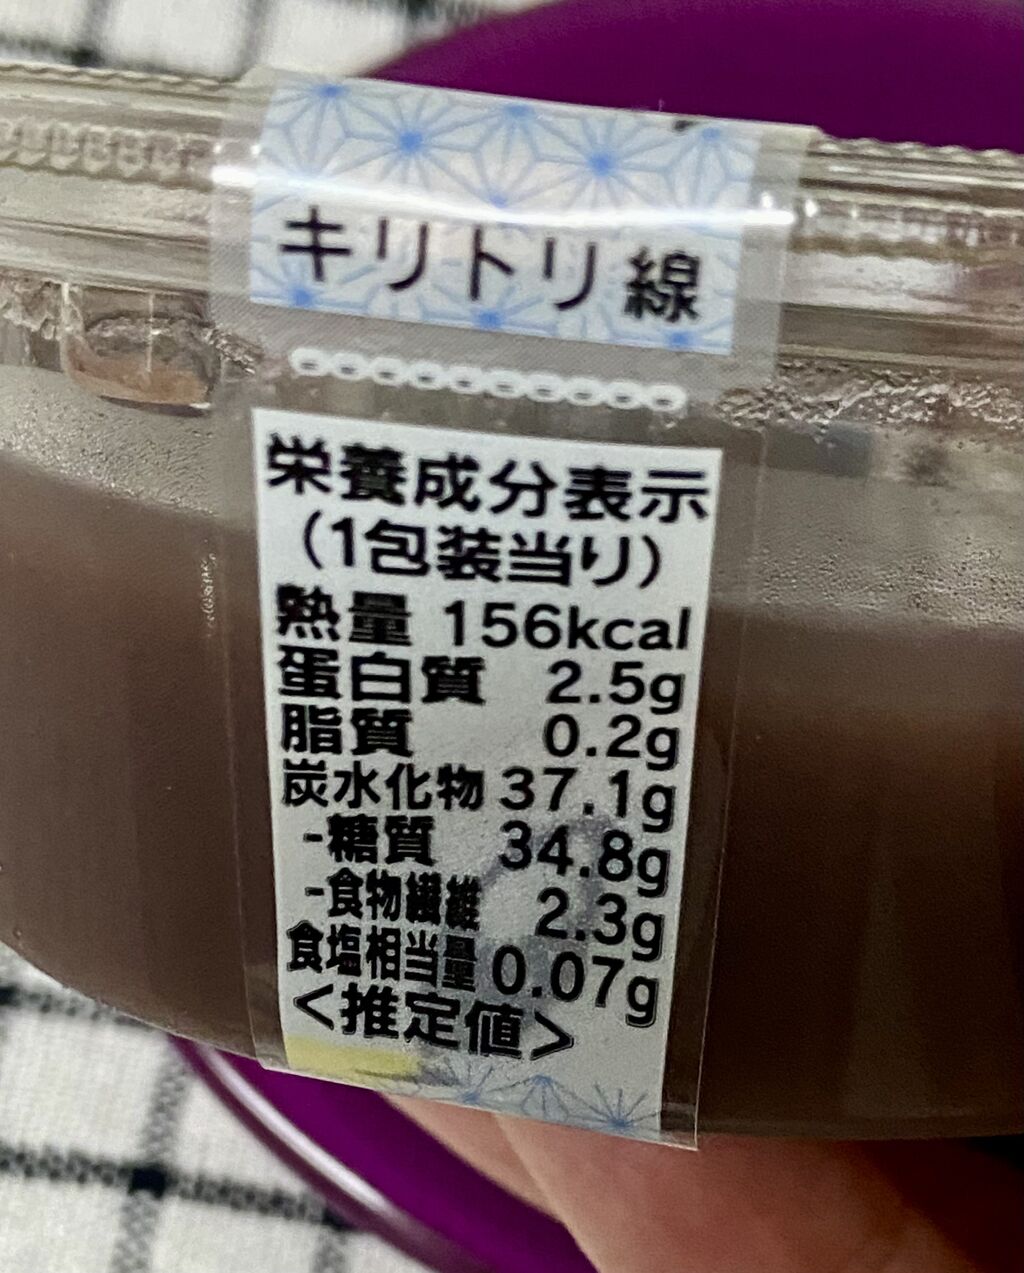 キリトリ線
栄養成分表示
(1包装当り)
熱量 156kcal
蛋白質 2.5g
脂質 0.2g
炭水化物 37.1g
-糖質 34.8g
-食物繊維 2.3g
食塩相当量 0.07g
<推定値>